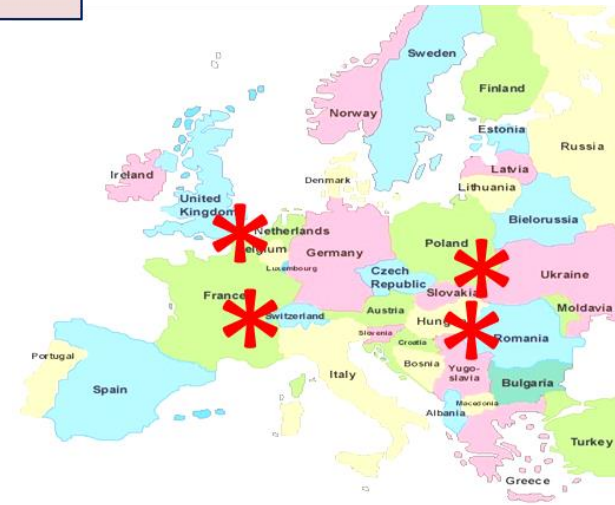 Sweden
Finland
Norway
Estonia
Russia
Latvia
Ireland
Denmark
Lithuania
United
Kingdom
Bielorussia
Netherlands
Poland
Germany
Luxembourg
Czech
Republic
Ukraine
Slovakia
France
Switzerland
Austria
Moldavia
Slovenia
Croatia
Romania
Portugal
Bosnia
Yugo-
slavia
Italy
Bulgaria
Spain
Macedonia
Albania
Turkey
Greece